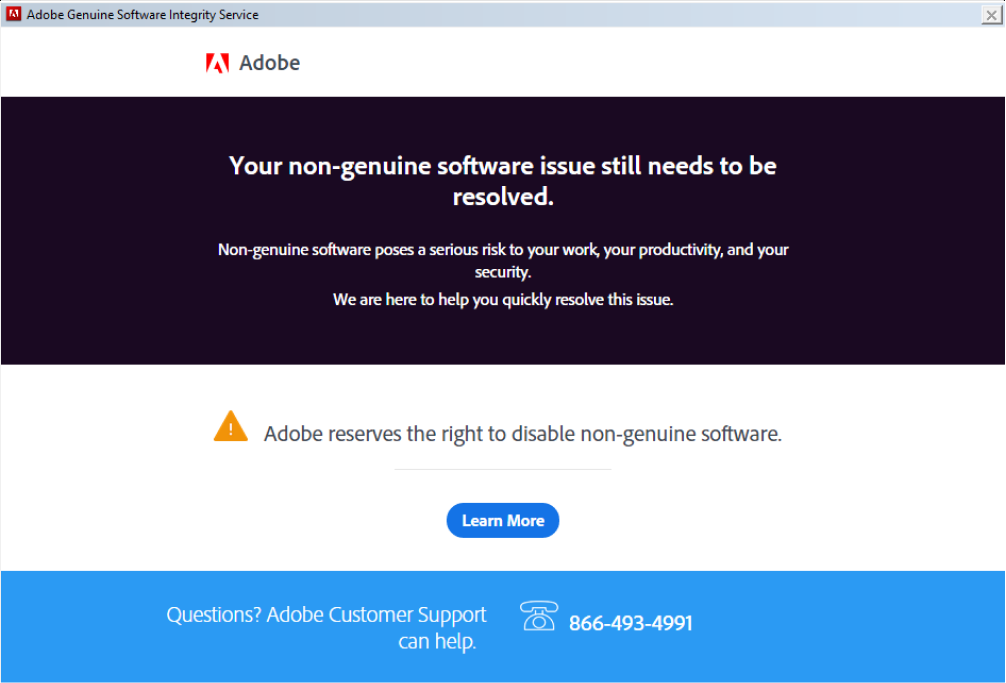 Adobe Genuine Software Integrity Service
Adobe
Your non-genuine software issue still needs to be
resolved.
Non-genuine software poses a serious risk to your work, your productivity, and your
security.
We are here to help you quickly resolve this issue.
Adobe reserves the right to disable non-genuine software.
Learn More
Questions? Adobe Customer Support
can help.
866-493-4991